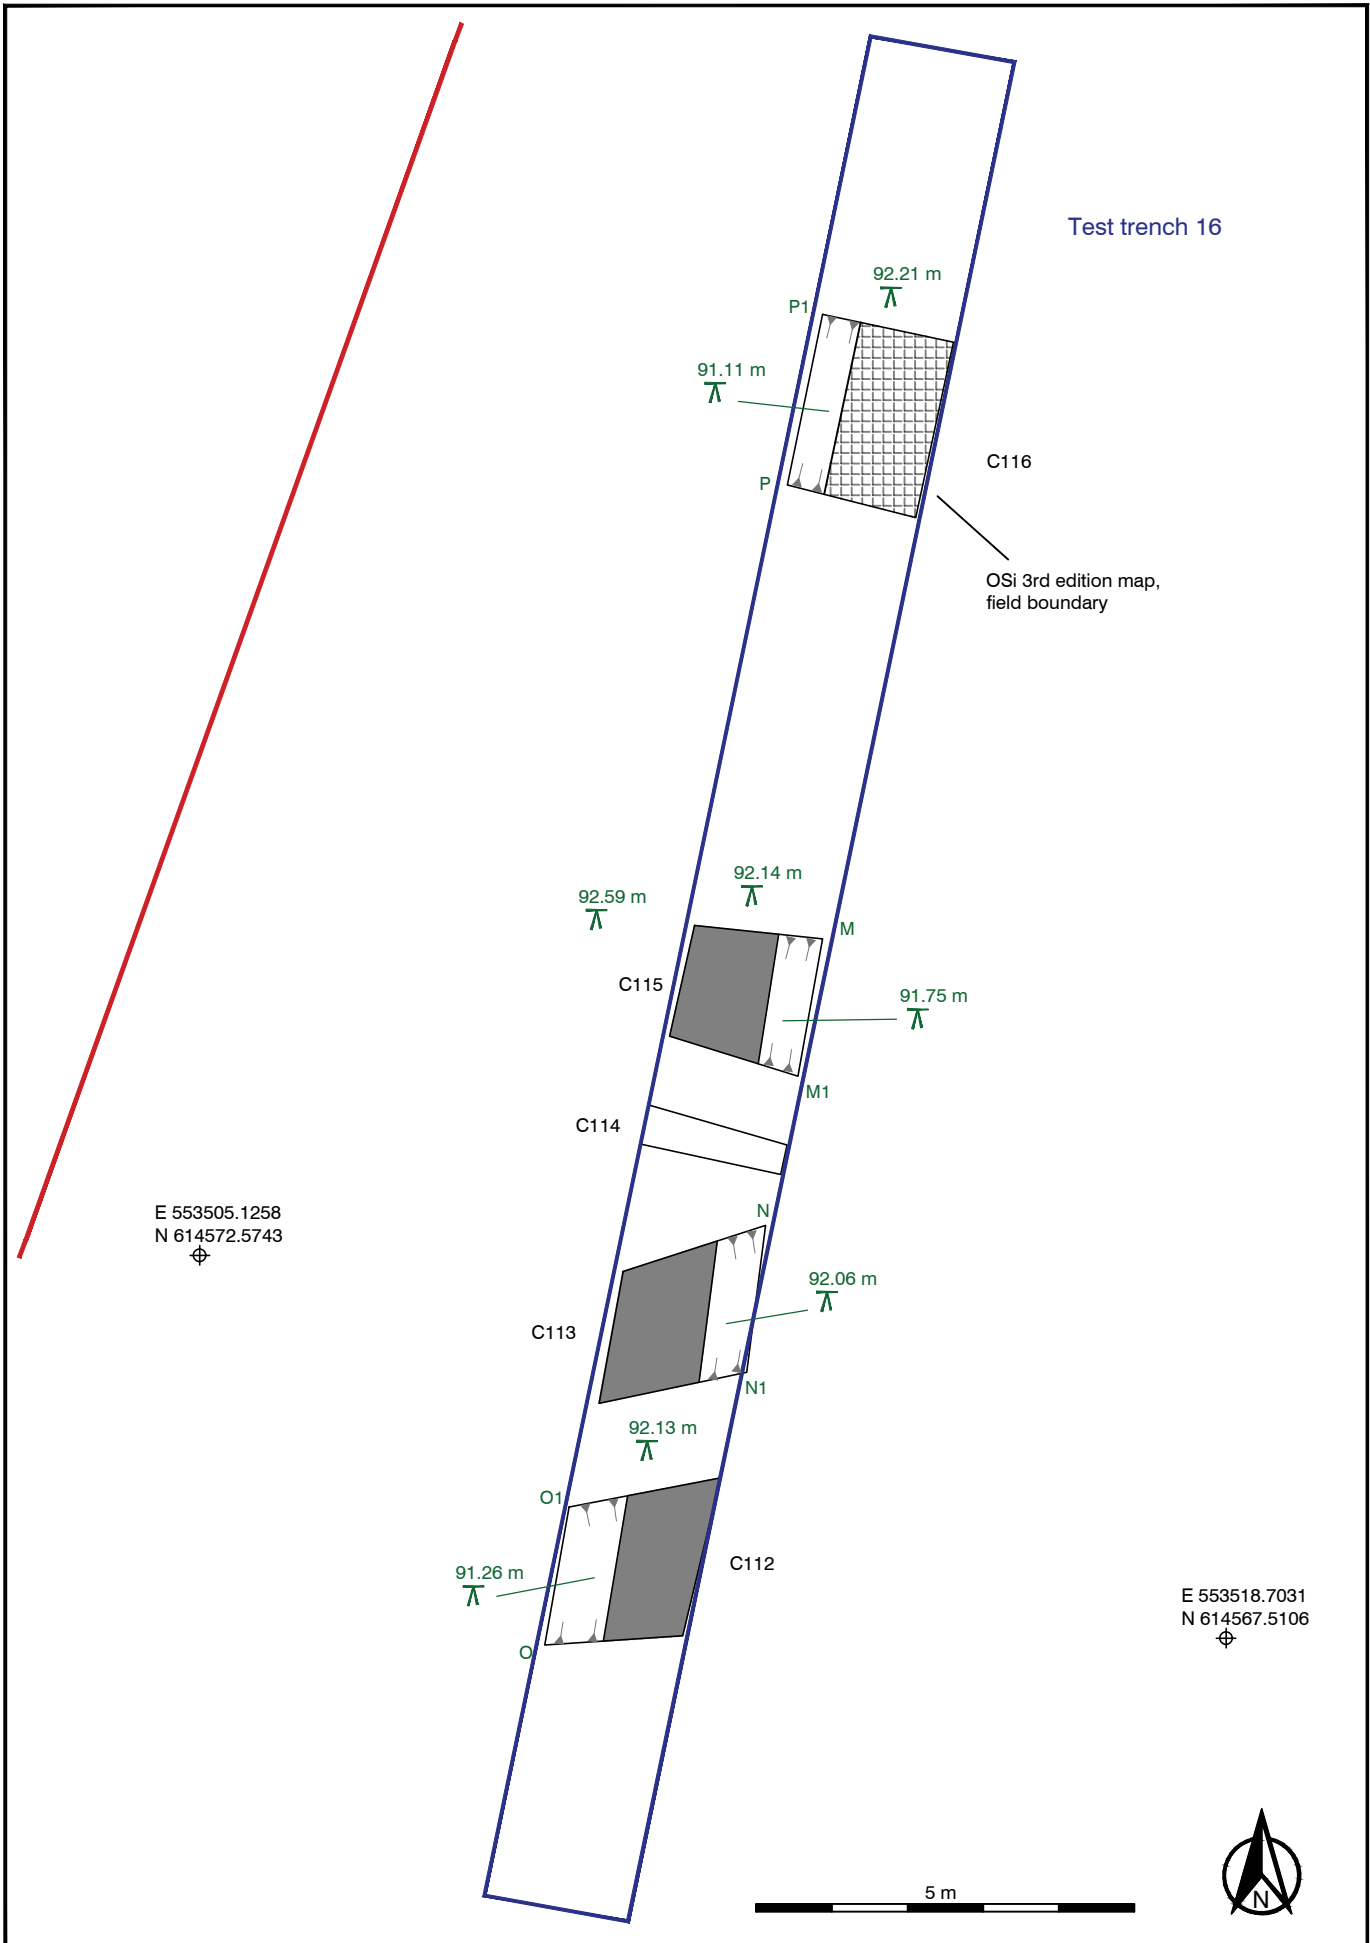 Test trench 16
92.21 m
P1
91.11 m
C116
P
OSi 3rd edition map,
field boundary
92.14 m
92.59 m
M
C115
91.75 m
M1
C114
E 553505.1258
N 614572.5743
N
92.06 m
C113
N1
92.13 m
O1
C112
91.26 m
E 553518.7031
N 614567.5106
O
5 m
N